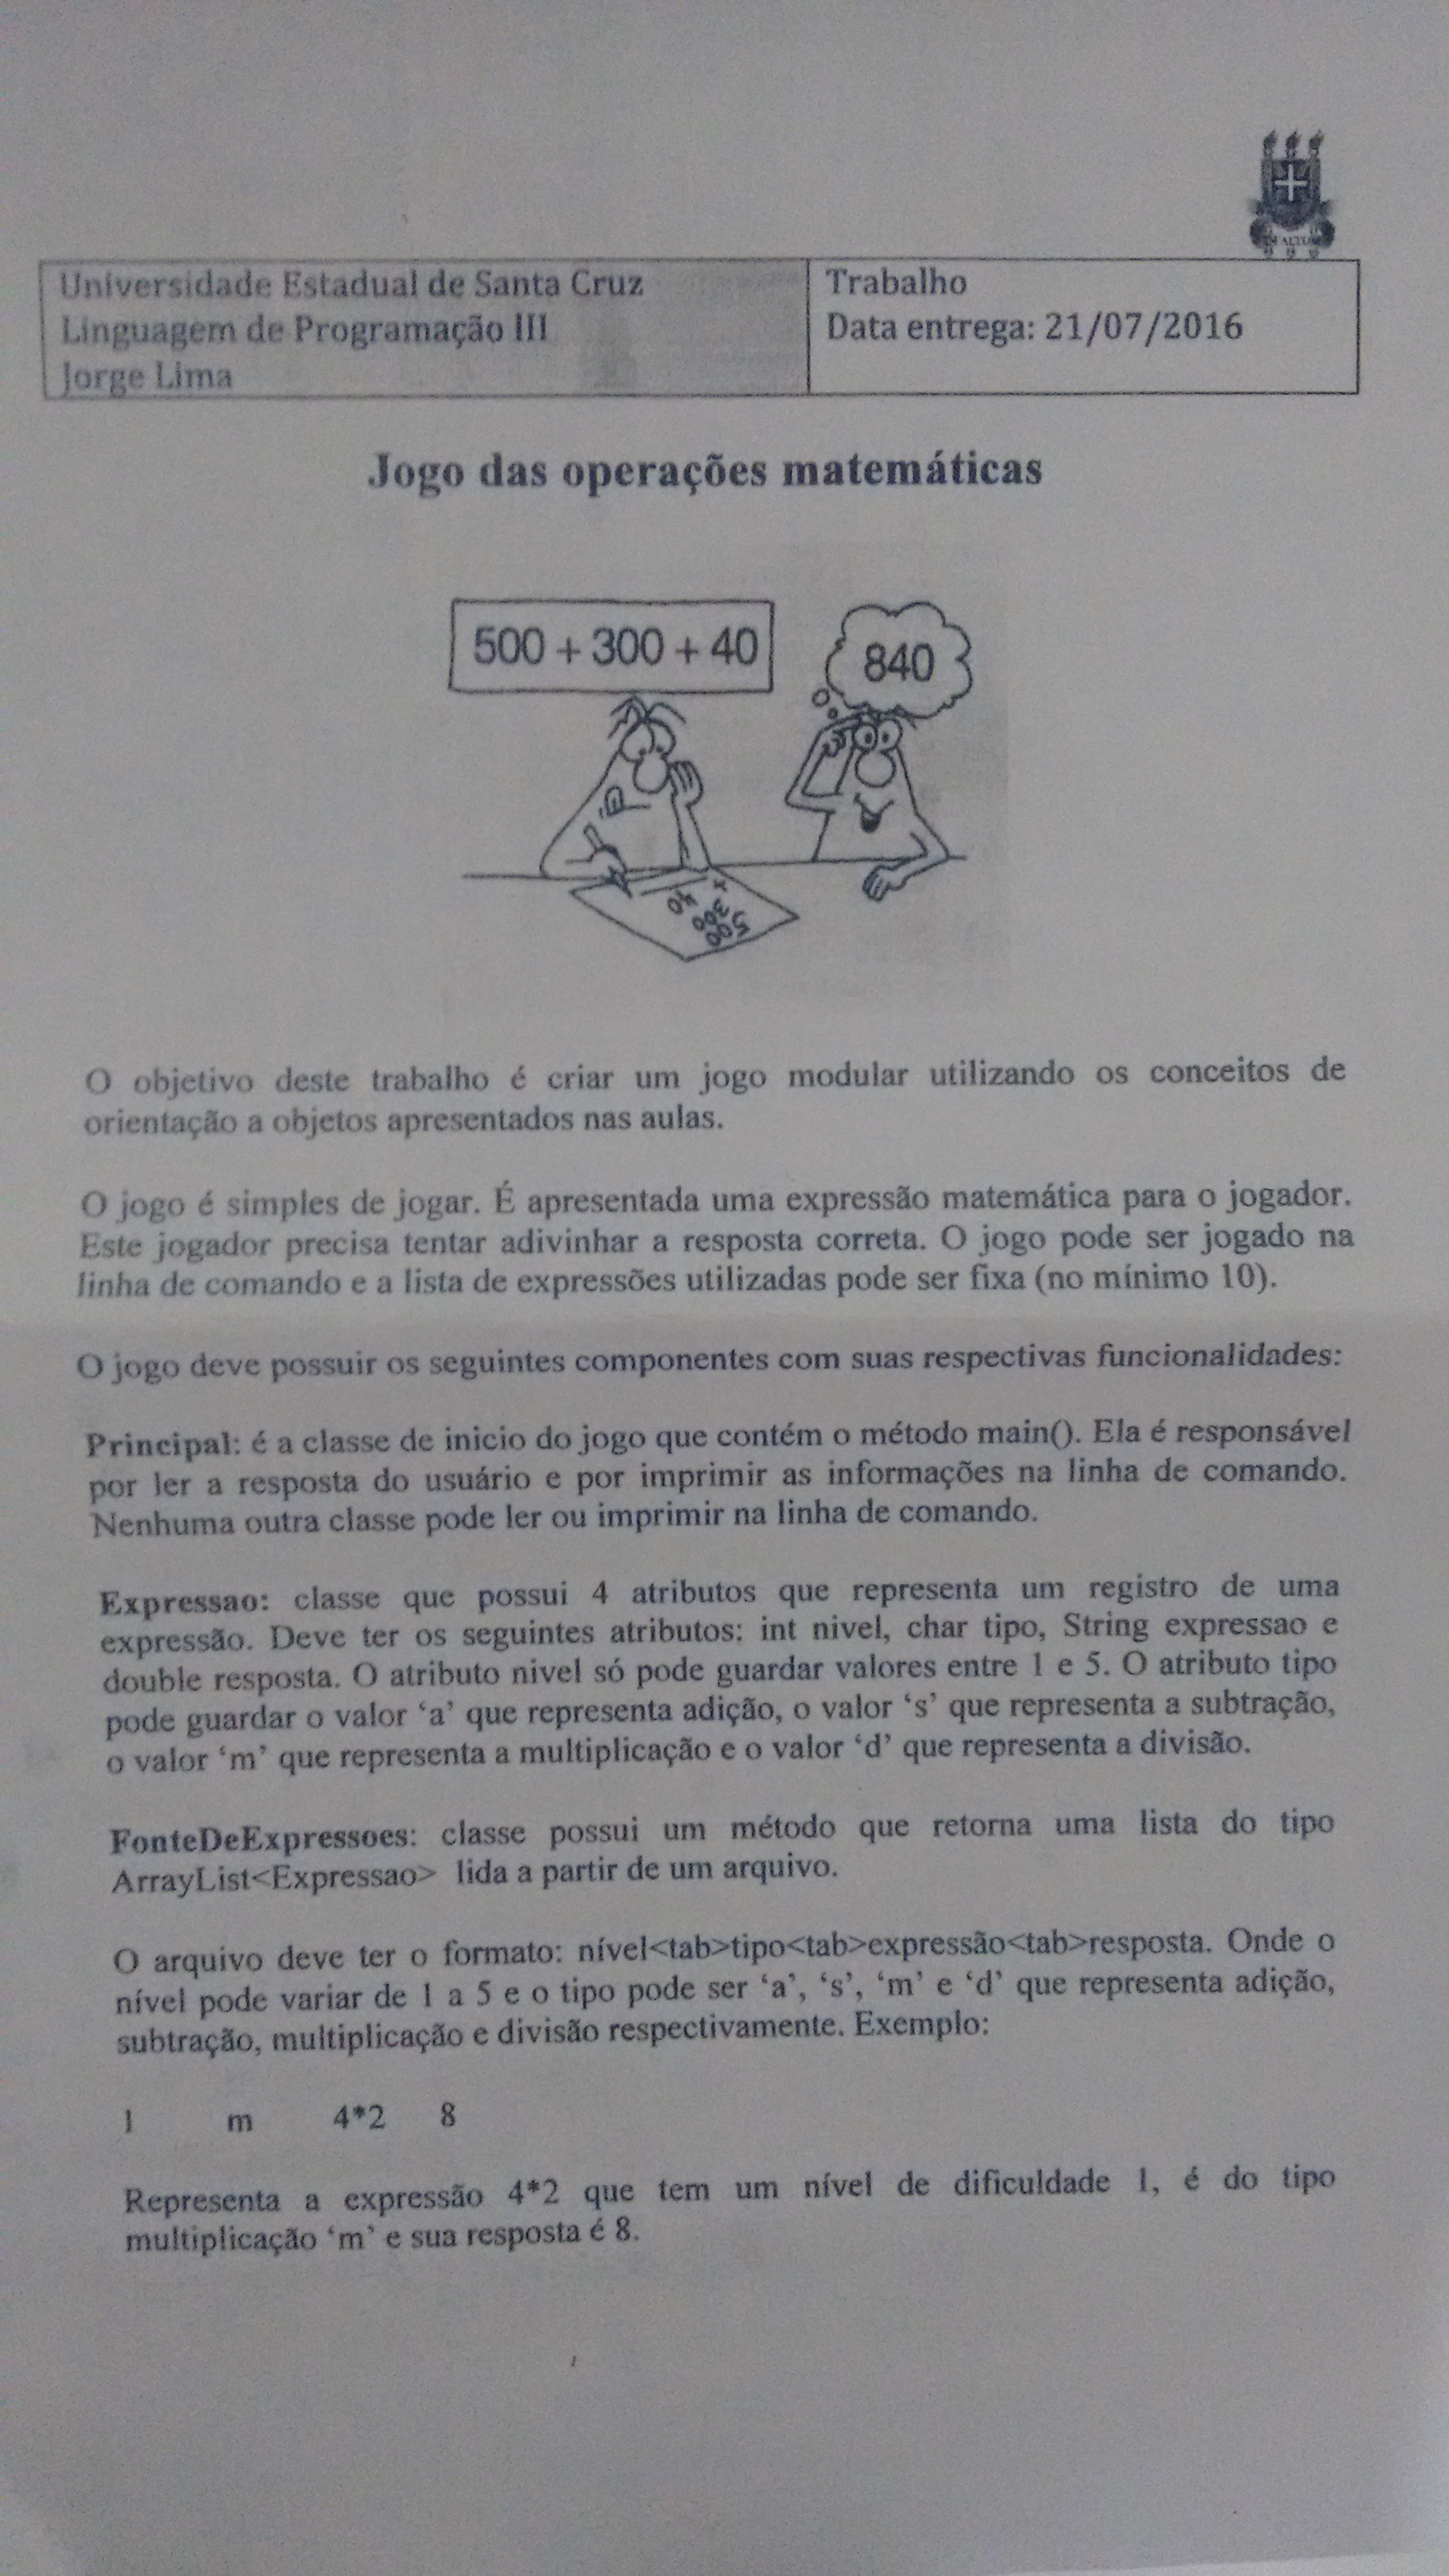 Universidade Estadual de Santa Cruz
Linguagem de Programação III
Jorge Lima
Trabalho
Data entrega: 21/07/2016
Jogo das operações matemáticas
500 + 300 + 40
840
500
300
40
+
O objetivo deste trabalho é criar um jogo modular utilizando os conceitos de
orientação a objetos apresentados nas aulas.
O jogo é simples de jogar. É apresentada uma expressão matemática para o jogador.
Este jogador precisa tentar adivinhar a resposta correta. O jogo pode ser jogado na
linha de comando e a lista de expressões utilizadas pode ser fixa (no mínimo 10).
O jogo deve possuir os seguintes componentes com suas respectivas funcionalidades:
Principal: é a classe de inicio do jogo que contém o método main(). Ela é responsável
por ler a resposta do usuário e por imprimir as informações na linha de comando.
Nenhuma outra classe pode ler ou imprimir na linha de comando.
Expressao: classe que possui 4 atributos que representa um registro de uma
expressão. Deve ter os seguintes atributos: int nivel, char tipo, String expressao e
double resposta. O atributo nivel só pode guardar valores entre 1 e 5. O atributo tipo
pode guardar o valor ‘a’ que representa adição, o valor ‘s’ que representa a subtração,
o valor ‘m’ que representa a multiplicação e o valor ‘d’ que representa a divisão.
FonteDeExpressoes: classe possui um método que retorna uma lista do tipo
ArrayList<Expressao> lida a partir de um arquivo.
O arquivo deve ter o formato: nível<tab>tipo<tab>expressão<tab>resposta. Onde o
nível pode variar de 1 a 5 e o tipo pode ser ‘a’, ‘s’, ‘m’ e ‘d’ que representa adição,
subtração, multiplicação e divisão respectivamente. Exemplo:
1 m 4*2 8
Representa a expressão 4*2 que tem um nível de dificuldade 1, é do tipo
multiplicação ‘m’ e sua resposta é 8.